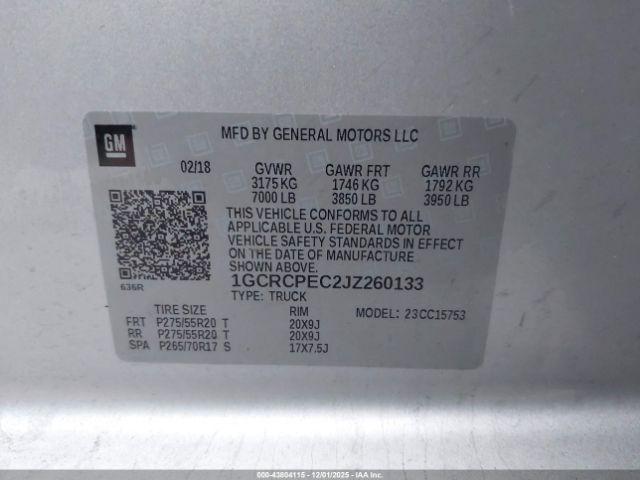 GM
MFD BY GENERAL MOTORS LLC
02/18 GVWR GAWR FRT GAWR RR
3175 KG 1746 KG 1792 KG
7000 LB 3850 LB 3950 LB
THIS VEHICLE CONFORMS TO ALL
APPLICABLE U.S. FEDERAL MOTOR
VEHICLE SAFETY STANDARDS IN EFFECT
ON THE DATE OF MANUFACTURE
SHOWN ABOVE.
636R
1GCRCPEC2JZ260133
TYPE: TRUCK
TIRE SIZE RIM MODEL: 23CC15753
FRT P275/55R20 T 20X9J
RR P275/55R20 T 20X9J
SPA P265/70R17 S 17X7.5J
000-43804115 - 12/01/2025 - IAA Inc.